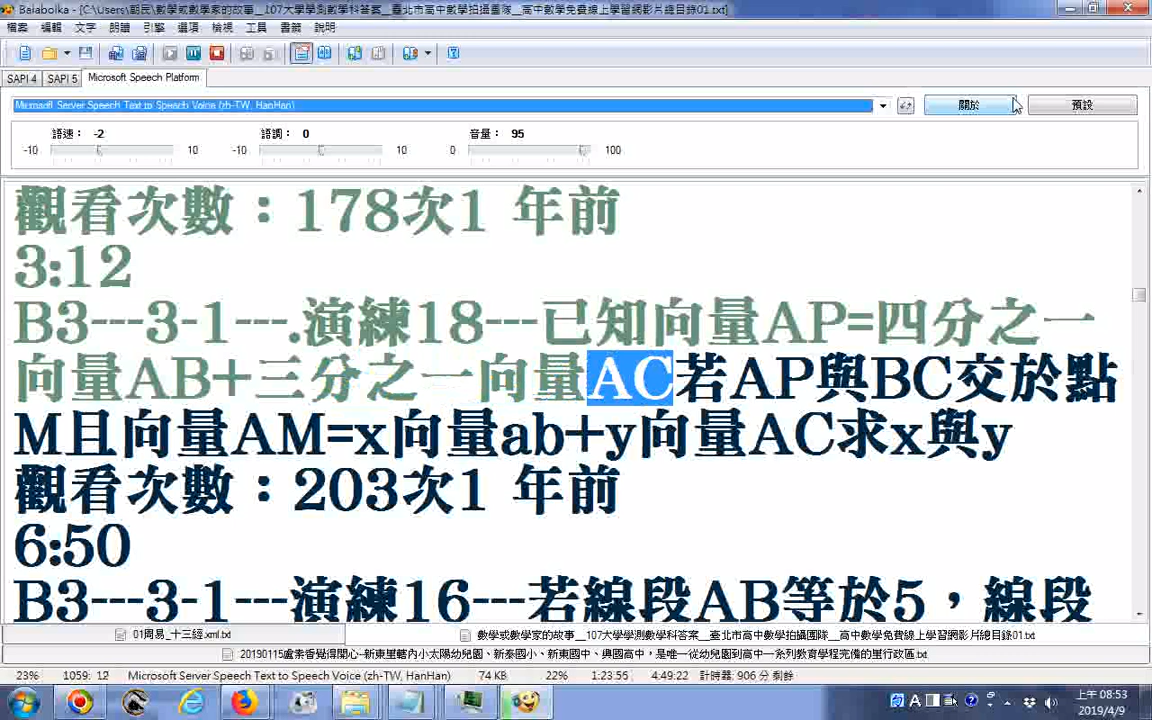 Balabolka - [C:\Users\朝民\數學或數學家的故事__107大學學測數學科答案__臺北市高中數學拍攝團隊__高中數學免費線上學習網影片總目錄01.txt]
檔案 編輯 文字 朗讀 引擎 選項 檢視 工具 書籤 說明
SAPI 4 SAPI 5 Microsoft Speech Platform
Microsoft Server Speech Text to Speech Voice (zh-TW, HanHan) 關於 預設
語速： -2 語調： 0 音量： 95
-10 10 -10 10 0 100
觀看次數：178次1 年前
3:12
B3---3-1---.演練18---已知向量AP=四分之一
向量AB+三分之一向量AC若AP與BC交於點
M且向量AM=x向量ab+y向量AC求x與y
觀看次數：203次1 年前
6:50
B3---3-1---演練16---若線段AB等於5，線段
01周易_十三經.xml.txt 數學或數學家的故事__107大學學測數學科答案__臺北市高中數學拍攝團隊__高中數學免費線上學習網影片總目錄01.txt
20190115盧素香覺得開心-新東里轄內小太陽幼兒園、新泰國小、新東國中、興國高中，是唯一從幼兒園到高中一系列教育學程完備的里行政區.txt
23% 1059: 12 Microsoft Server Speech Text to Speech Voice (zh-TW, HanHan) 74 KB 22% 1:23:55 4:49:22 計時器: 906 分 剩餘
上午 08:53
2019/4/9